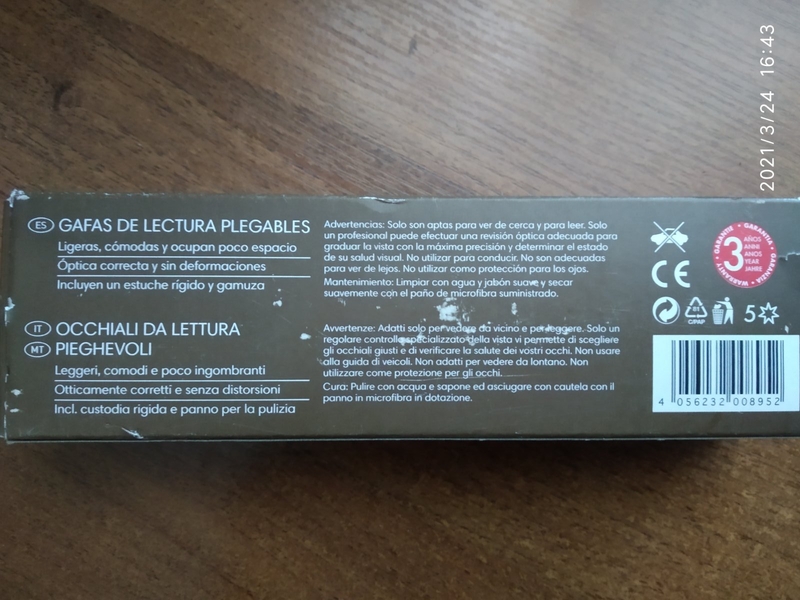 2021/3/24 16:43
ES GAFAS DE LECTURA PLEGABLES
Ligeras, cómodas y ocupan poco espacio
Óptica correcta y sin deformaciones
Incluyen un estuche rígido y gamuza
Advertencias: Solo son aptas para ver de cerca y para leer. Solo
un profesional puede efectuar una revisión óptica adecuada para
graduar la vista con la máxima precisión y determinar el estado
de su salud visual. No utilizar para conducir. No son adecuadas
para ver de lejos. No utilizar como protección para los ojos.
Mantenimiento: Limpiar con agua y jabón suave y secar
suavemente con el paño de microfibra suministrado.
IT OCCHIALI DA LETTURA
MT PIEGHEVOLI
Leggeri, comodi e poco ingombranti
Otticamente corretti e senza distorsioni
Incl. custodia rigida e panno per la pulizia
Avvertenze: Adatti solo per vedere da vicino e per leggere. Solo un
regolare controllo specializzato della vista vi permette di scegliere
gli occhiali giusti e di verificare la salute dei vostri occhi. Non usare
alla guida di veicoli. Non adatti per vedere da lontano. Non
utilizzare come protezione per gli occhi.
Cura: Pulire con acqua e sapone ed asciugare con cautela con il
panno in microfibra in dotazione.
CE
GARANTIE • GARANTIA • GARANZIA • WARRANTY
3
AÑOS
ANNI
ANOS
YEAR
JAHRE
81
C/PAP
5
4 056232 008952